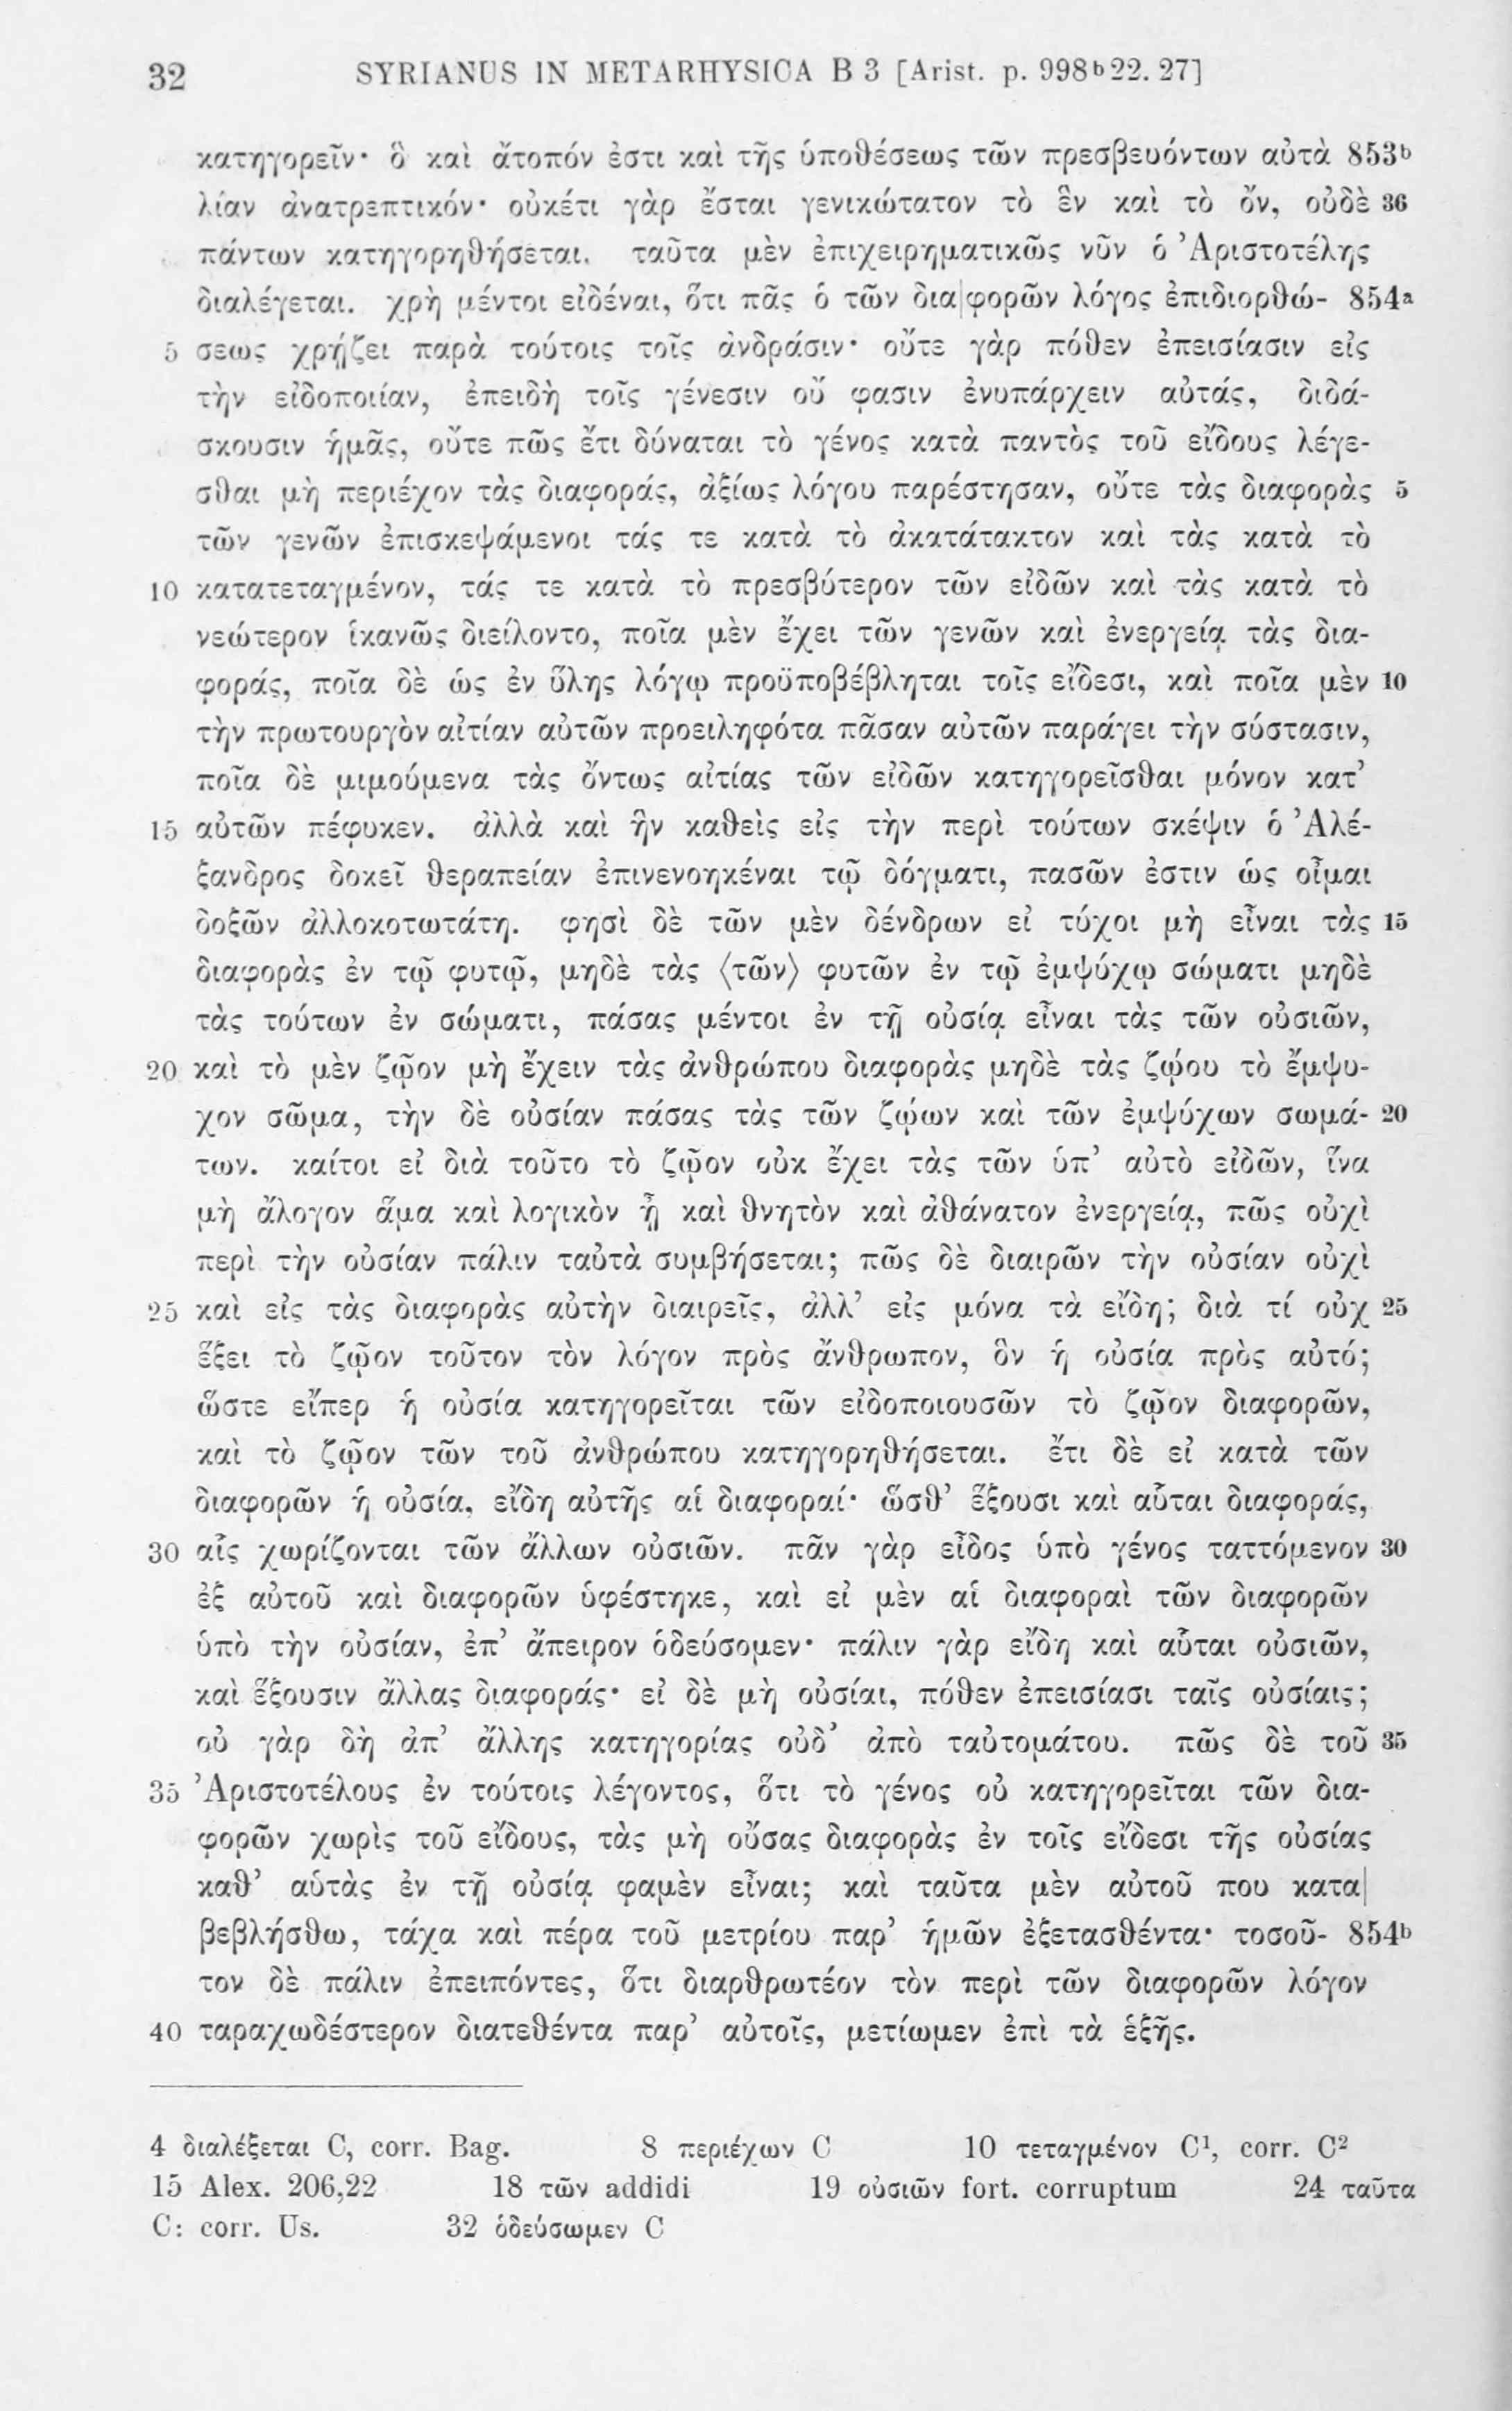 32 SYRIANUS IN METARHYSICA B 3 [Arist. p. 998ᵇ22. 27]
κατηγορεῖν· ὃ καὶ ἄτοπόν ἐστι καὶ τῆς ὑποθέσεως τῶν πρεσβευόντων αὐτὰ 853ᵇ
λίαν ἀνατρεπτικόν· οὐκέτι γὰρ ἔσται γενικώτατον τὸ ἓν καὶ τὸ ὄν, οὐδὲ 36
πάντων κατηγορηθήσεται. ταῦτα μὲν ἐπιχειρηματικῶς νῦν ὁ Ἀριστοτέλης
διαλέγεται. χρὴ μέντοι εἰδέναι, ὅτι πᾶς ὁ τῶν δια|φορῶν λόγος ἐπιδιορθώ- 854ᵃ
5 σεως χρῄζει παρὰ τούτοις τοῖς ἀνδράσιν· οὔτε γὰρ πόθεν ἐπεισίασιν εἰς
τὴν εἰδοποιίαν, ἐπειδὴ τοῖς γένεσιν οὔ φασιν ἐνυπάρχειν αὐτάς, διδά-
σκουσιν ἡμᾶς, οὔτε πῶς ἔτι δύναται τὸ γένος κατὰ παντὸς τοῦ εἴδους λέγε-
σθαι μὴ περιέχον τὰς διαφοράς, ἀξίως λόγου παρέστησαν, οὔτε τὰς διαφορὰς 5
τῶν γενῶν ἐπισκεψάμενοι τάς τε κατὰ τὸ ἀκατάτακτον καὶ τὰς κατὰ τὸ
10 κατατεταγμένον, τάς τε κατὰ τὸ πρεσβύτερον τῶν εἰδῶν καὶ τὰς κατὰ τὸ
νεώτερον ἱκανῶς διείλοντο, ποῖα μὲν ἔχει τῶν γενῶν καὶ ἐνεργείᾳ τὰς δια-
φοράς, ποῖα δὲ ὡς ἐν ὕλης λόγῳ προϋποβέβληται τοῖς εἴδεσι, καὶ ποῖα μὲν 10
τὴν πρωτουργὸν αἰτίαν αὐτῶν προειληφότα πᾶσαν αὐτῶν παράγει τὴν σύστασιν,
ποῖα δὲ μιμούμενα τὰς ὄντως αἰτίας τῶν εἰδῶν κατηγορεῖσθαι μόνον κατ’
15 αὐτῶν πέφυκεν. ἀλλὰ καὶ ἣν καθεὶς εἰς τὴν περὶ τούτων σκέψιν ὁ Ἀλέ-
ξανδρος δοκεῖ θεραπείαν ἐπινενοηκέναι τῷ δόγματι, πασῶν ἐστιν ὡς οἶμαι
δοξῶν ἀλλοκοτωτάτη. φησὶ δὲ τῶν μὲν δένδρων εἰ τύχοι μὴ εἶναι τὰς 15
διαφορὰς ἐν τῷ φυτῷ, μηδὲ τὰς ⟨τῶν⟩ φυτῶν ἐν τῷ ἐμψύχῳ σώματι μηδὲ
τὰς τούτων ἐν σώματι, πάσας μέντοι ἐν τῇ οὐσίᾳ εἶναι τὰς τῶν οὐσιῶν,
20 καὶ τὸ μὲν ζῷον μὴ ἔχειν τὰς ἀνθρώπου διαφορὰς μηδὲ τὰς ζῴου τὸ ἔμψυ-
χον σῶμα, τὴν δὲ οὐσίαν πάσας τὰς τῶν ζῴων καὶ τῶν ἐμψύχων σωμά- 20
των. καίτοι εἰ διὰ τοῦτο τὸ ζῷον οὐκ ἔχει τὰς τῶν ὑπ’ αὐτὸ εἰδῶν, ἵνα
μὴ ἄλογον ἅμα καὶ λογικὸν ᾖ καὶ θνητὸν καὶ ἀθάνατον ἐνεργείᾳ, πῶς οὐχὶ
περὶ τὴν οὐσίαν πάλιν ταὐτὰ συμβήσεται; πῶς δὲ διαιρῶν τὴν οὐσίαν οὐχὶ
25 καὶ εἰς τὰς διαφορὰς αὐτὴν διαιρεῖς, ἀλλ’ εἰς μόνα τὰ εἴδη; διὰ τί οὐχ 25
ἕξει τὸ ζῷον τοῦτον τὸν λόγον πρὸς ἄνθρωπον, ὃν ἡ οὐσία πρὸς αὐτό;
ὥστε εἴπερ ἡ οὐσία κατηγορεῖται τῶν εἰδοποιουσῶν τὸ ζῷον διαφορῶν,
καὶ τὸ ζῷον τῶν τοῦ ἀνθρώπου κατηγορηθήσεται. ἔτι δὲ εἰ κατὰ τῶν
διαφορῶν ἡ οὐσία, εἴδη αὐτῆς αἱ διαφοραί· ὥσθ’ ἕξουσι καὶ αὗται διαφοράς,
30 αἷς χωρίζονται τῶν ἄλλων οὐσιῶν. πᾶν γὰρ εἶδος ὑπὸ γένος ταττόμενον 30
ἐξ αὐτοῦ καὶ διαφορῶν ὑφέστηκε, καὶ εἰ μὲν αἱ διαφοραὶ τῶν διαφορῶν
ὑπὸ τὴν οὐσίαν, ἐπ’ ἄπειρον ὁδεύσομεν· πάλιν γὰρ εἴδη καὶ αὗται οὐσιῶν,
καὶ ἕξουσιν ἄλλας διαφοράς· εἰ δὲ μὴ οὐσίαι, πόθεν ἐπεισίασι ταῖς οὐσίαις;
οὐ γὰρ δὴ ἀπ’ ἄλλης κατηγορίας οὐδ’ ἀπὸ ταὐτομάτου. πῶς δὲ τοῦ 35
35 Ἀριστοτέλους ἐν τούτοις λέγοντος, ὅτι τὸ γένος οὐ κατηγορεῖται τῶν δια-
φορῶν χωρὶς τοῦ εἴδους, τὰς μὴ οὔσας διαφορὰς ἐν τοῖς εἴδεσι τῆς οὐσίας
καθ’ αὑτὰς ἐν τῇ οὐσίᾳ φαμὲν εἶναι; καὶ ταῦτα μὲν αὐτοῦ που κατα|
βεβλήσθω, τάχα καὶ πέρα τοῦ μετρίου παρ’ ἡμῶν ἐξετασθέντα· τοσοῦ- 854ᵇ
τον δὲ πάλιν ἐπειπόντες, ὅτι διαρθρωτέον τὸν περὶ τῶν διαφορῶν λόγον
40 ταραχωδέστερον διατεθέντα παρ’ αὐτοῖς, μετίωμεν ἐπὶ τὰ ἑξῆς.
4 διαλέξεται C, corr. Bag. 8 περιέχων C 10 τεταγμένον C¹, corr. C²
15 Alex. 206,22 18 τῶν addidi 19 οὐσιῶν fort. corruptum 24 ταῦτα
C: corr. Us. 32 ὁδεύσωμεν C